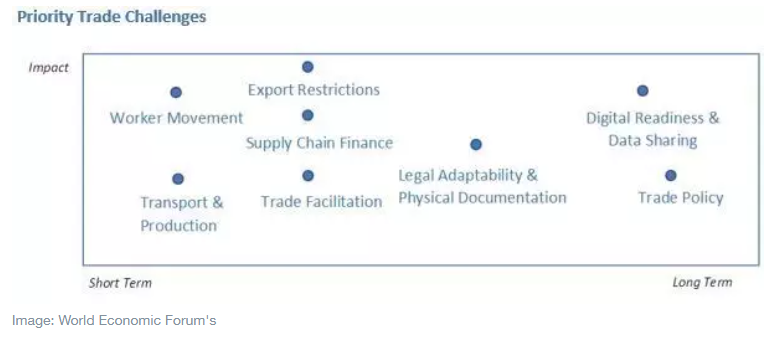 Priority Trade Challenges
Impact
Export Restrictions
Worker Movement
Digital Readiness &
Data Sharing
Supply Chain Finance
Legal Adaptability &
Physical Documentation
Transport &
Production
Trade Facilitation
Trade Policy
Short Term
Long Term
Image: World Economic Forum's